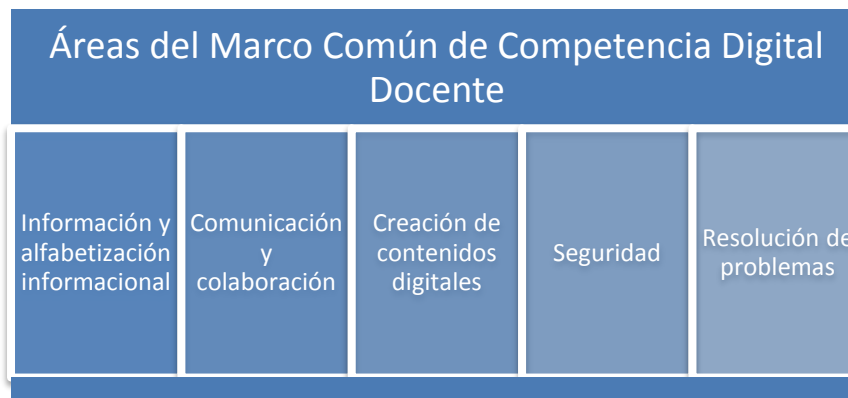 Áreas del Marco Común de Competencia Digital
Docente
Información y
alfabetización
informacional
Comunicación
y
colaboración
Creación de
contenidos
digitales
Seguridad
Resolución de
problemas